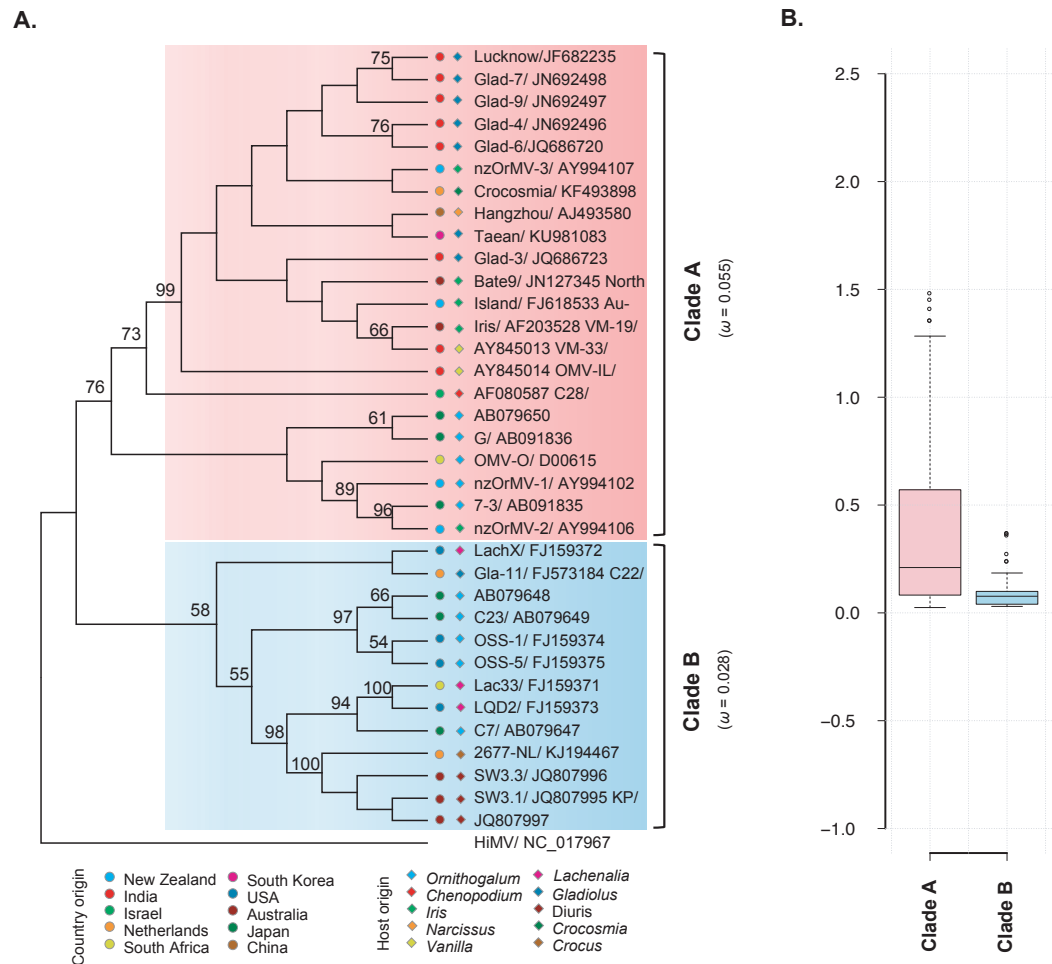 A.
B.
75
Lucknow/JF682235
Glad-7/ JN692498
Glad-9/ JN692497
76
Glad-4/ JN692496
Glad-6/JQ686720
nzOrMV-3/ AY994107
Crocosmia/ KF493898
Hangzhou/ AJ493580
Taean/ KU981083
Glad-3/ JQ686723
Bate9/ JN127345 North
99
Island/ FJ618533 Au-
73
66
Iris/ AF203528 VM-19/
AY845013 VM-33/
AY845014 OMV-IL/
76
AF080587 C28/
61
AB079650
G/ AB091836
OMV-O/ D00615
89
nzOrMV-1/ AY994102
96
7-3/ AB091835
nzOrMV-2/ AY994106
LachX/ FJ159372
Gla-11/ FJ573184 C22/
58
66
AB079648
97
C23/ AB079649
54
OSS-1/ FJ159374
OSS-5/ FJ159375
55
100
Lac33/ FJ159371
94
LQD2/ FJ159373
98
C7/ AB079647
100
2677-NL/ KJ194467
SW3.3/ JQ807996
SW3.1/ JQ807995 KP/
JQ807997
HiMV/ NC_017967
Clade A
(ω = 0.055)
Clade B
(ω = 0.028)
Country origin
New Zealand
India
Israel
Netherlands
South Africa
South Korea
USA
Australia
Japan
China
Host origin
Ornithogalum
Chenopodium
Iris
Narcissus
Vanilla
Lachenalia
Gladiolus
Diuris
Crocosmia
Crocus
2.5
2.0
1.5
1.0
0.5
0.0
−0.5
−1.0
Clade A
Clade B